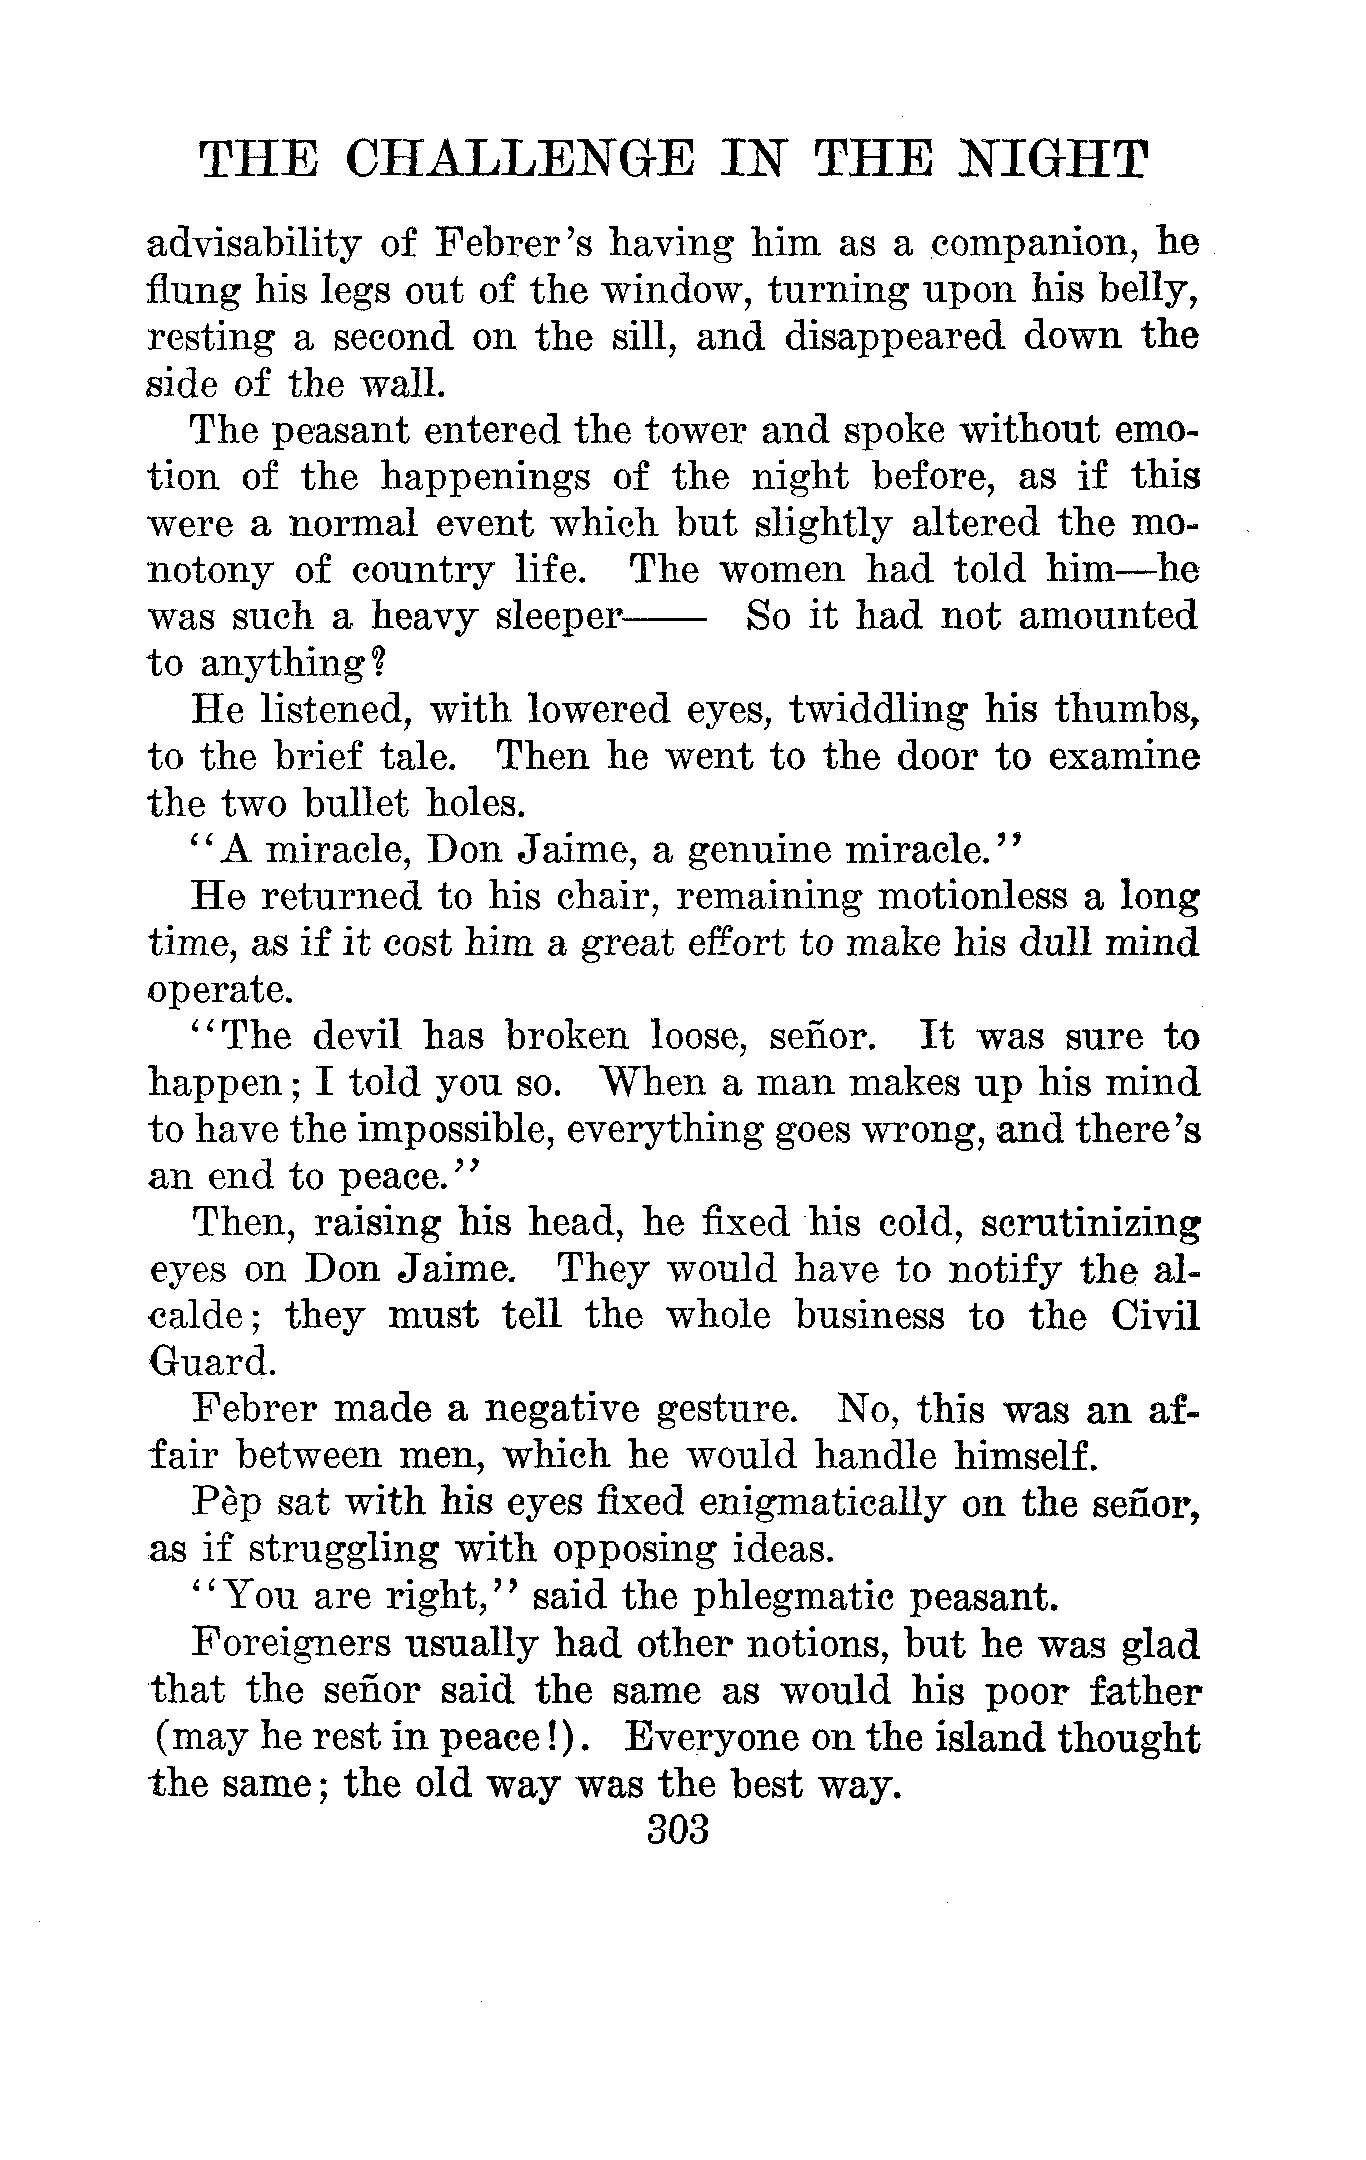 THE CHALLENGE IN THE NIGHT
advisability of Febrer's having him as a companion, he
flung his legs out of the window, turning upon his belly,
resting a second on the sill, and disappeared down the
side of the wall.
The peasant entered the tower and spoke without emo-
tion of the happenings of the night before, as if this
were a normal event which but slightly altered the mo-
notony of country life. The women had told him—he
was such a heavy sleeper—— So it had not amounted
to anything?
He listened, with lowered eyes, twiddling his thumbs,
to the brief tale. Then he went to the door to examine
the two bullet holes.
"A miracle, Don Jaime, a genuine miracle."
He returned to his chair, remaining motionless a long
time, as if it cost him a great effort to make his dull mind
operate.
"The devil has broken loose, señor. It was sure to
happen; I told you so. When a man makes up his mind
to have the impossible, everything goes wrong, and there's
an end to peace."
Then, raising his head, he fixed his cold, scrutinizing
eyes on Don Jaime. They would have to notify the al-
calde; they must tell the whole business to the Civil
Guard.
Febrer made a negative gesture. No, this was an af-
fair between men, which he would handle himself.
Pèp sat with his eyes fixed enigmatically on the señor,
as if struggling with opposing ideas.
"You are right," said the phlegmatic peasant.
Foreigners usually had other notions, but he was glad
that the señor said the same as would his poor father
(may he rest in peace!). Everyone on the island thought
the same; the old way was the best way.
303